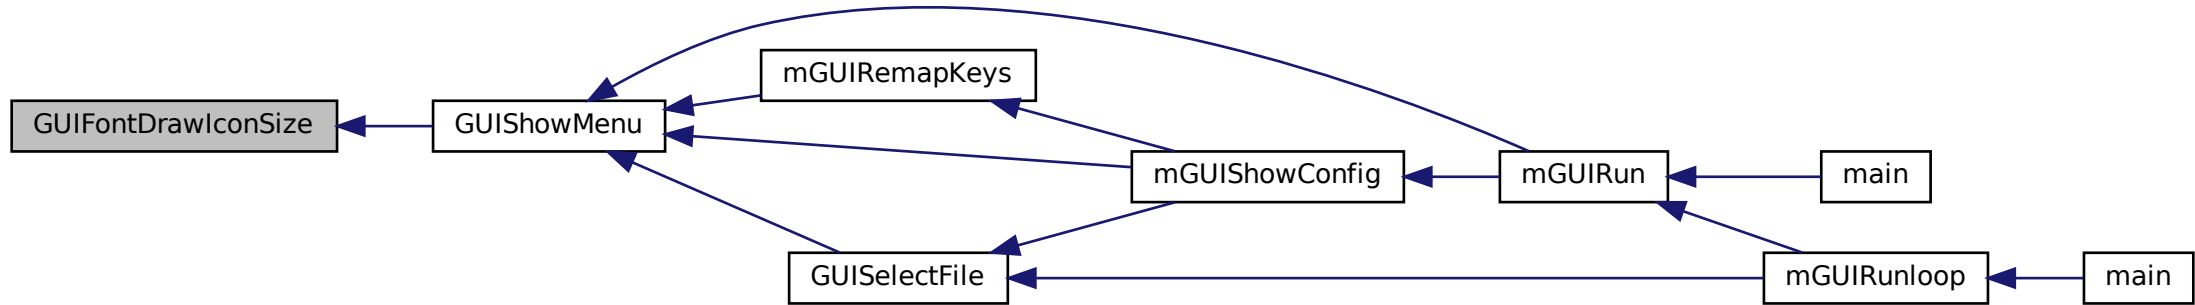 GUIFontDrawIconSize
GUIShowMenu
mGUIRemapKeys
mGUIShowConfig
GUISelectFile
mGUIRun
main
mGUIRunloop
main